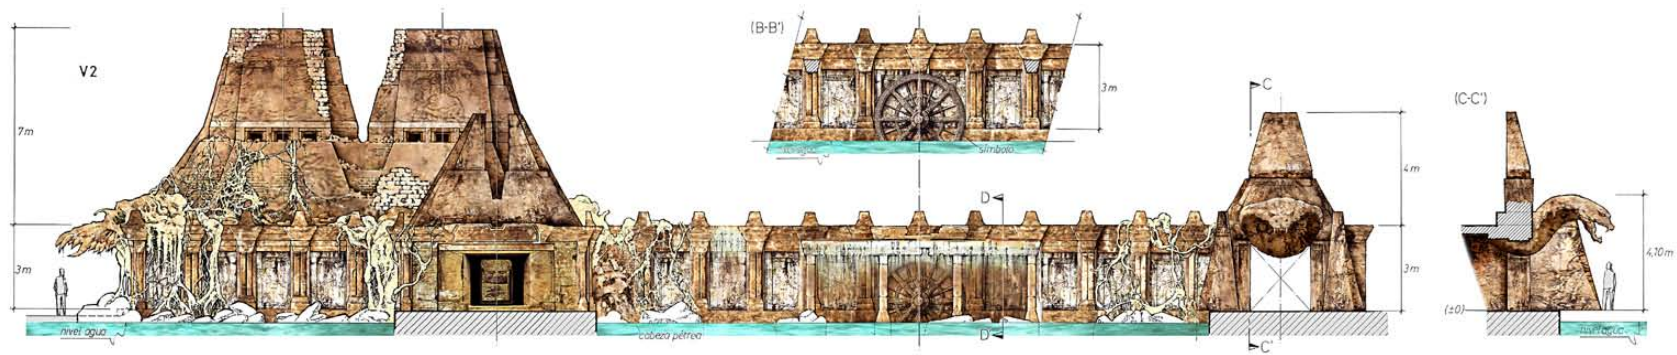 V2
7m
3m
nivel agua
cabeza pétrea
(B-B')
3m
símbolo
D
D'
C
C'
4m
3m
(C-C')
4,10m
(±0)
nivel agua